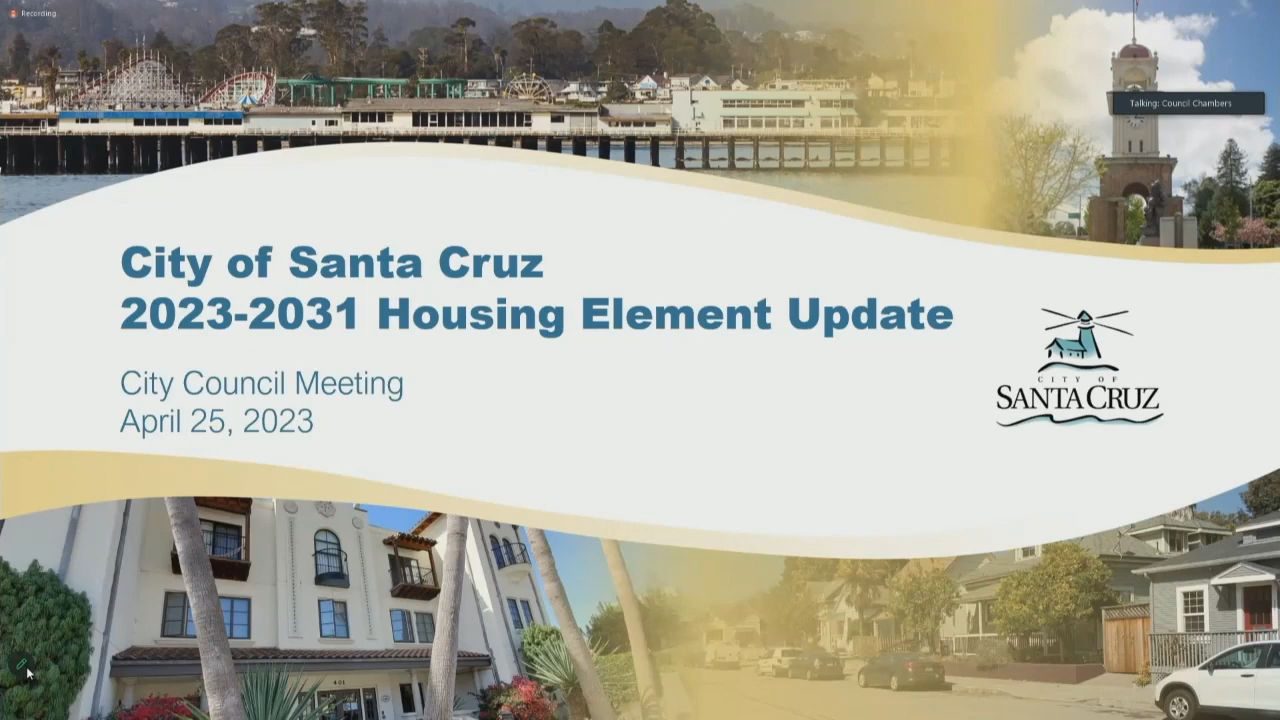 Recording
Talking: Council Chambers
City of Santa Cruz
2023-2031 Housing Element Update
City Council Meeting
April 25, 2023
CITY OF
SANTA CRUZ
401